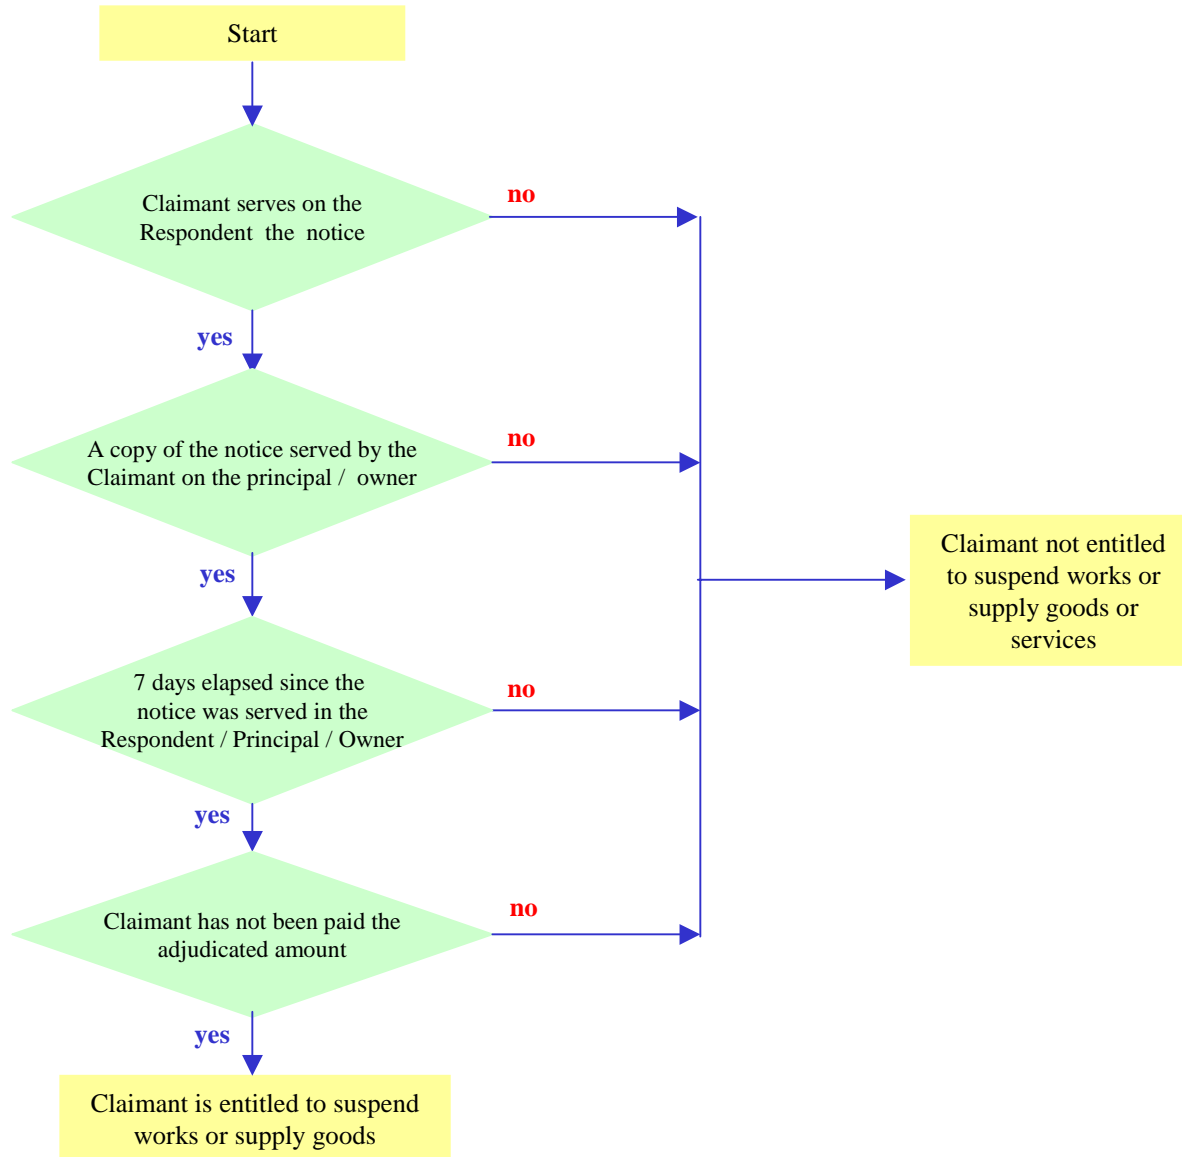 Start
Claimant serves on the
Respondent the notice
no
yes
A copy of the notice served by the
Claimant on the principal / owner
no
yes
7 days elapsed since the
notice was served in the
Respondent / Principal / Owner
no
yes
Claimant has not been paid the
adjudicated amount
no
yes
Claimant is entitled to suspend
works or supply goods
Claimant not entitled
to suspend works or
supply goods or
services